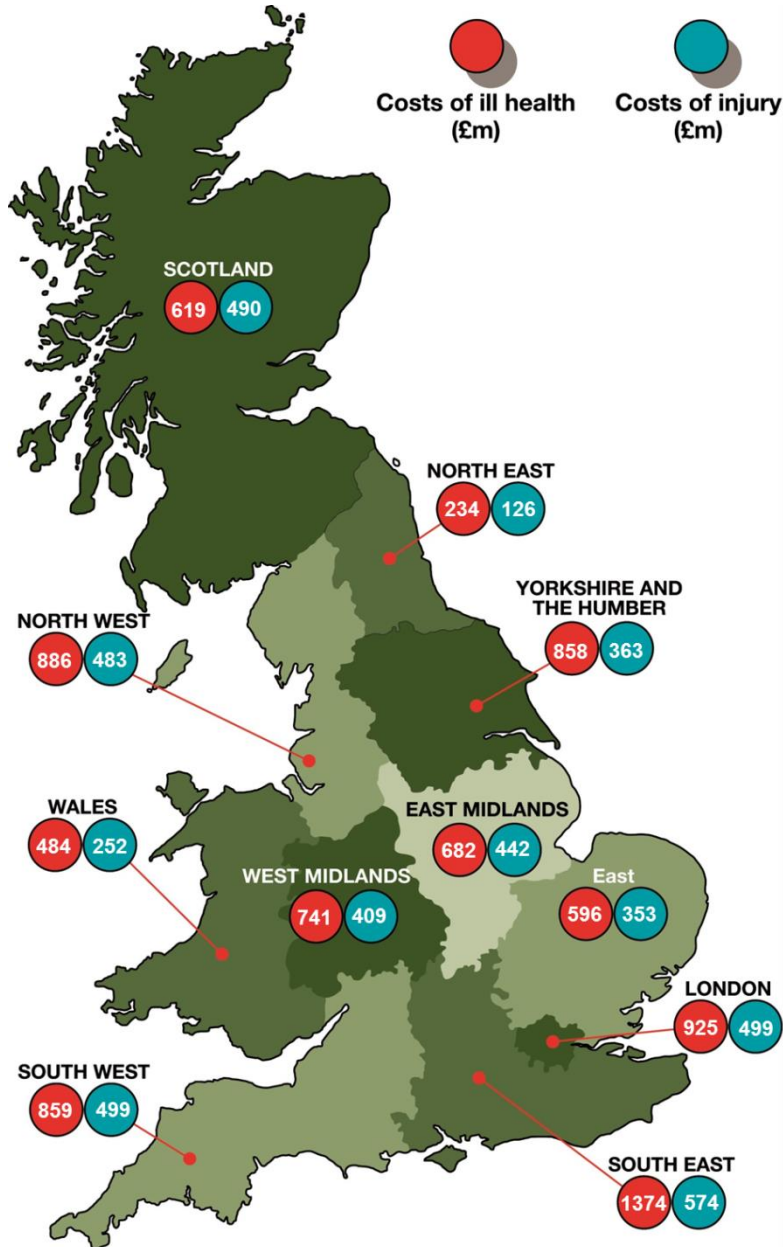 Costs of ill health
(£m)
Costs of injury
(£m)
SCOTLAND
619 490
NORTH EAST
234 126
YORKSHIRE AND
THE HUMBER
858 363
NORTH WEST
886 483
WALES
484 252
EAST MIDLANDS
682 442
WEST MIDLANDS
741 409
East
596 353
LONDON
925 499
SOUTH WEST
859 499
SOUTH EAST
1374 574